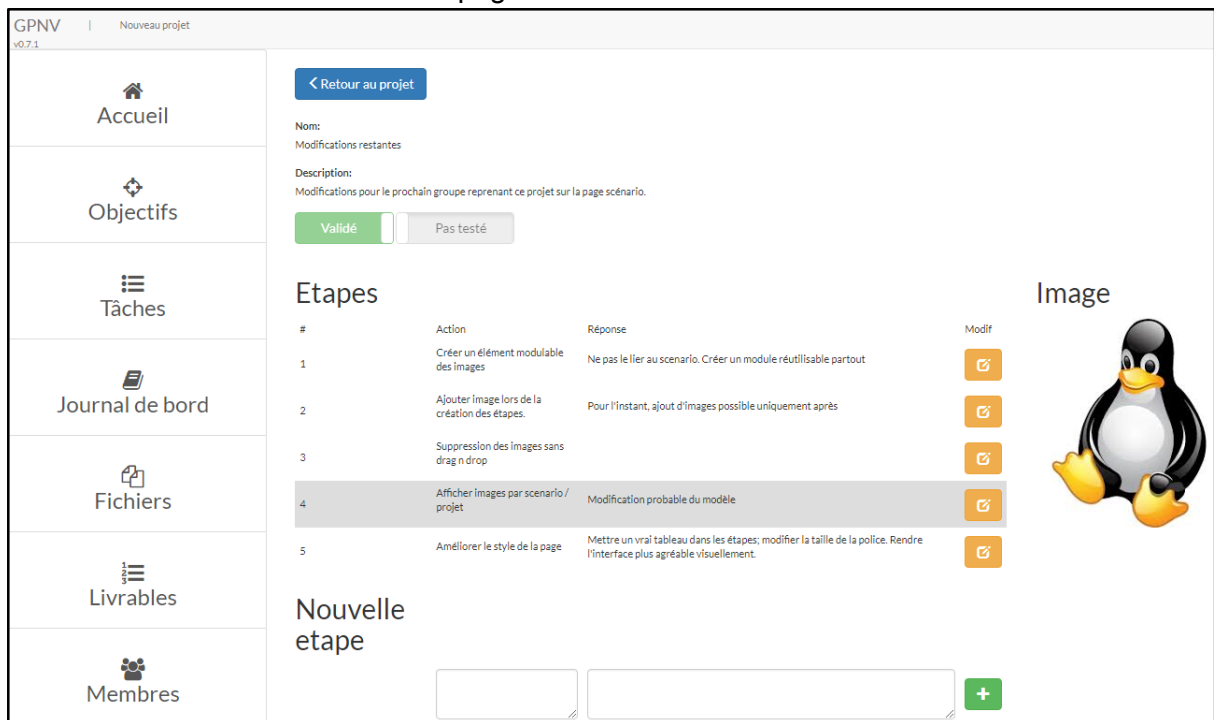 page
GPNV | Nouveau projet
v0.7.1
Accueil
Objectifs
Tâches
Journal de bord
Fichiers
Livrables
Membres
Retour au projet
Nom:
Modifications restantes
Description:
Modifications pour le prochain groupe reprenant ce projet sur la page scénario.
Validé Pas testé
Etapes
# Action Réponse Modif
1 Créer un élément modulable des images Ne pas le lier au scenario. Créer un module réutilisable partout
2 Ajouter image lors de la création des étapes. Pour l'instant, ajout d'images possible uniquement après
3 Suppression des images sans drag n drop
4 Afficher images par scenario / projet Modification probable du modèle
5 Améliorer le style de la page Mettre un vrai tableau dans les étapes; modifier la taille de la police. Rendre l'interface plus agréable visuellement.
Image
Nouvelle
etape